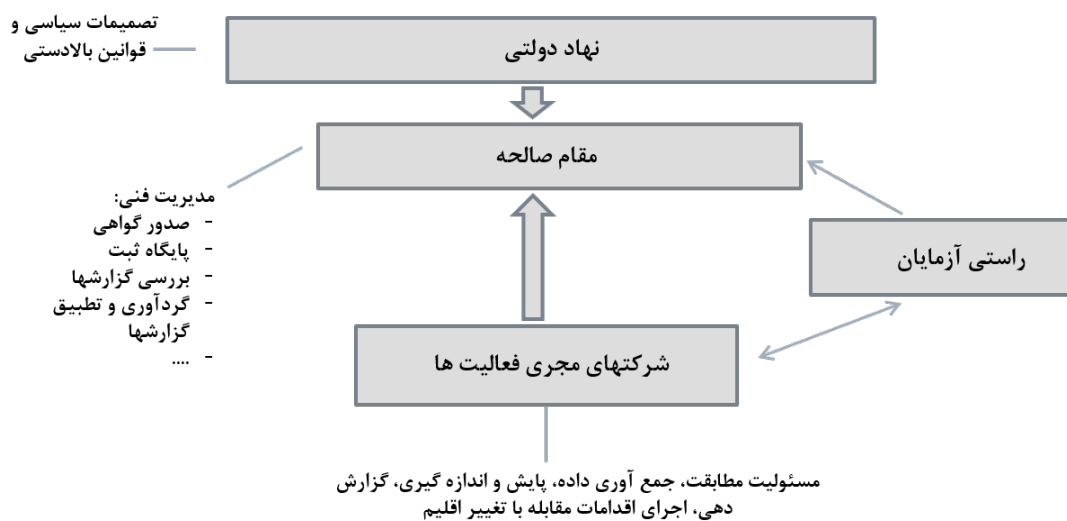 تصمیمات سیاسی و
قوانین بالادستی
نهاد دولتی
مقام صالحه
مدیریت فنی:
- صدور گواهی
- پایگاه ثبت
- بررسی گزارشها
- گردآوری و تطبیق
گزارشها
- ....
راستی آزمایان
شرکتهای مجری فعالیت ها
مسئولیت مطابقت، جمع آوری داده، پایش و اندازه گیری، گزارش
دهی، اجرای اقدامات مقابله با تغییر اقلیم